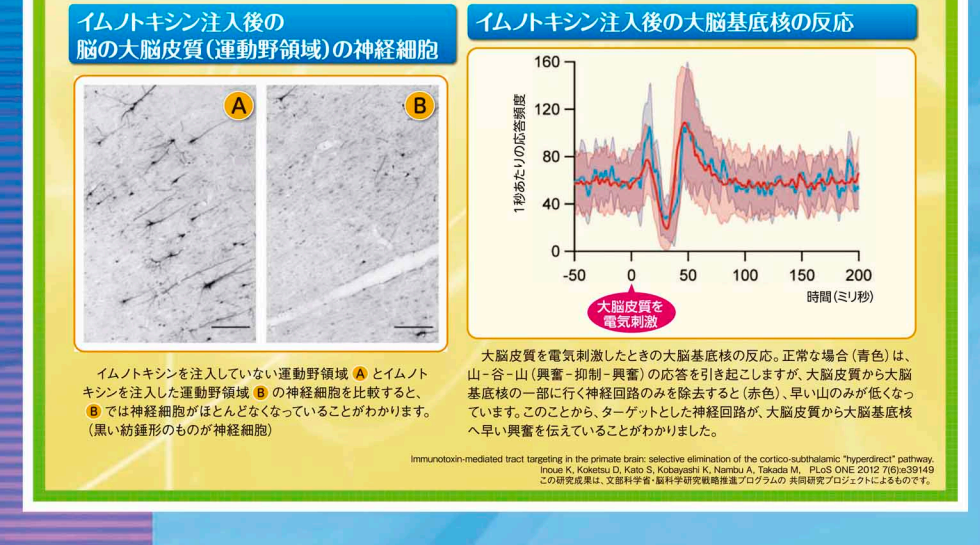 イムノトキシン注入後の
脳の大脳皮質(運動野領域)の神経細胞
A
B
イムノトキシンを注入していない運動野領域 A とイムノト
キシンを注入した運動野領域 B の神経細胞を比較すると、
B では神経細胞がほとんどなくなっていることがわかります。
(黒い紡錘形のものが神経細胞)
イムノトキシン注入後の大脳基底核の反応
1秒あたりの応答頻度
160
120
80
40
0
-50
0
50
100
150
200
時間(ミリ秒)
大脳皮質を
電気刺激
大脳皮質を電気刺激したときの大脳基底核の反応。正常な場合(青色)は、
山-谷-山(興奮-抑制-興奮)の応答を引き起こしますが、大脳皮質から大脳
基底核の一部に行く神経回路のみを除去すると(赤色)、早い山のみが低くなっ
ています。このことから、ターゲットとした神経回路が、大脳皮質から大脳基底核
へ早い興奮を伝えていることがわかりました。
Immunotoxin-mediated tract targeting in the primate brain: selective elimination of the cortico-subthalamic "hyperdirect" pathway.
Inoue K, Koketsu D, Kato S, Kobayashi K, Nambu A, Takada M, PLoS ONE 2012 7(6):e39149
この研究成果は、文部科学省・脳科学研究戦略推進プログラムの 共同研究プロジェクトによるものです。